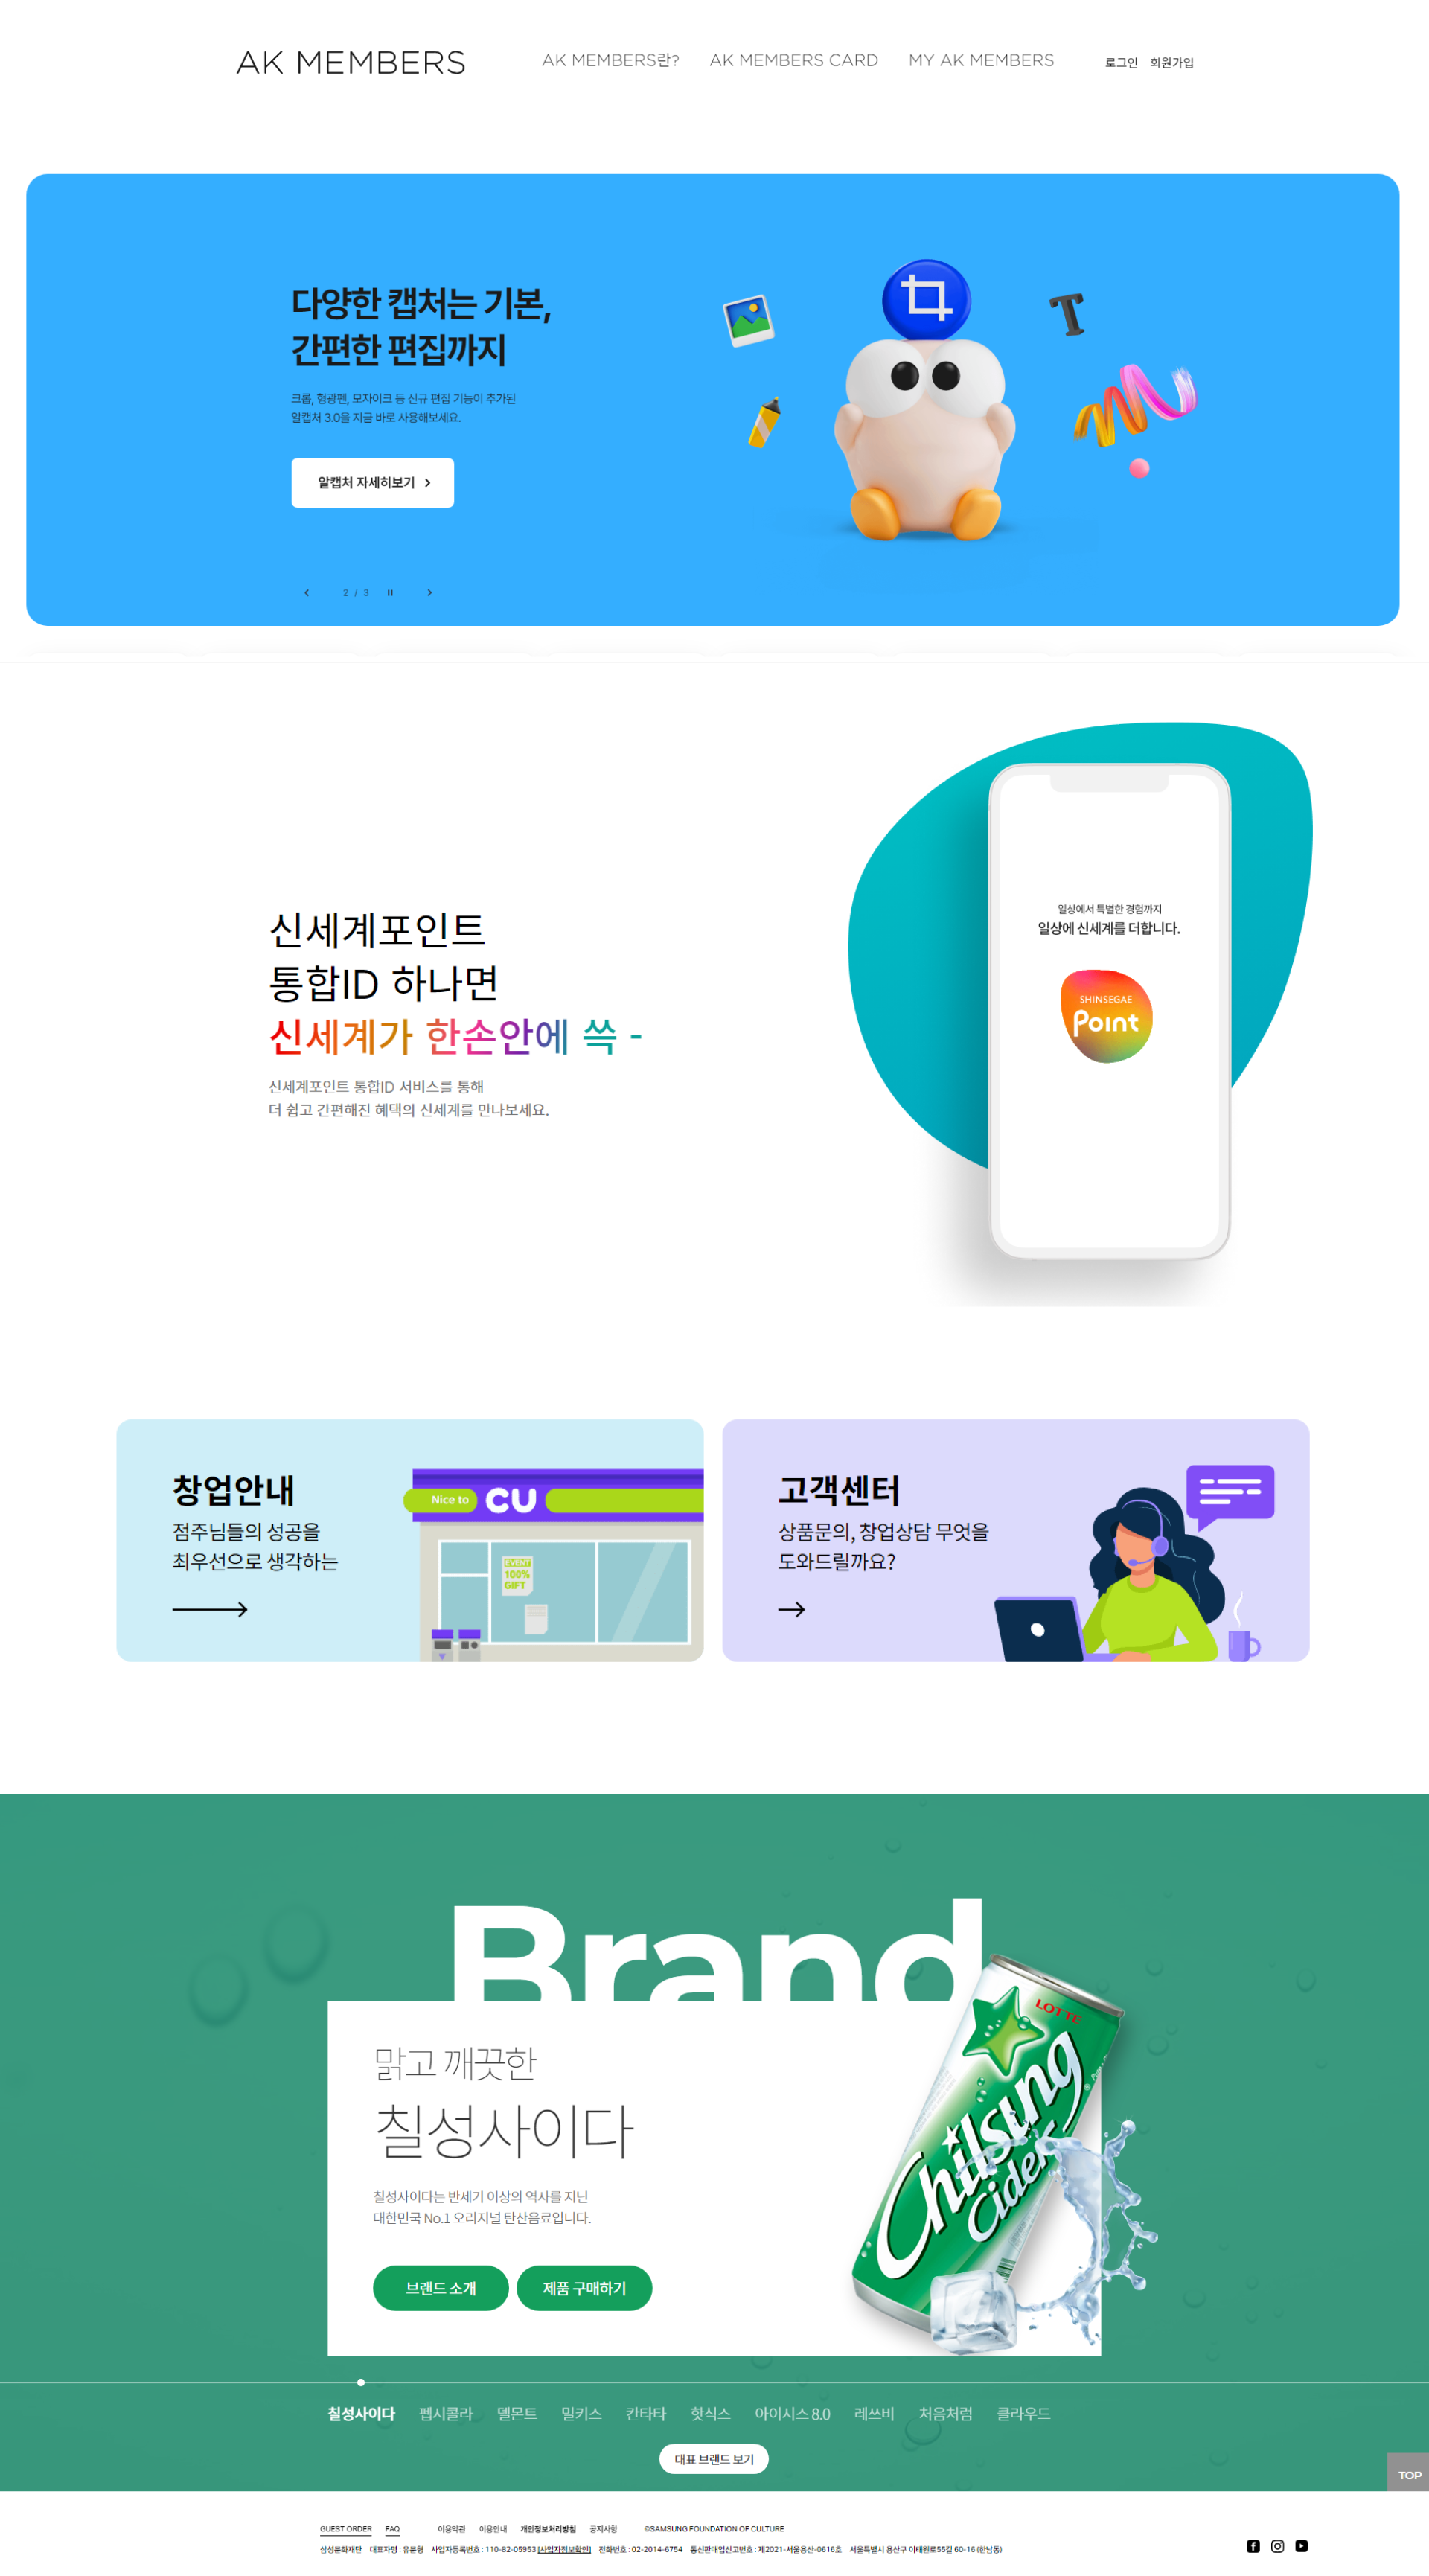 AK MEMBERS
AK MEMBERS란?
AK MEMBERS CARD
MY AK MEMBERS
로그인
회원가입
다양한 캡처는 기본,
간편한 편집까지
크롭, 형광펜, 모자이크 등 신규 편집 기능이 추가된
알캡처 3.0을 지금 바로 사용해보세요.
알캡처 자세히보기
2 / 3
T
신세계포인트
통합ID 하나면
신세계가 한손안에 쓱 -
신세계포인트 통합ID 서비스를 통해
더 쉽고 간편해진 혜택의 신세계를 만나보세요.
일상에서 특별한 경험까지
일상에 신세계를 더합니다.
SHINSEGAE
Point
창업안내
점주님들의 성공을
최우선으로 생각하는
Nice to CU
EVENT
100%
GIFT
고객센터
상품문의, 창업상담 무엇을
도와드릴까요?
Brand
맑고 깨끗한
칠성사이다
칠성사이다는 반세기 이상의 역사를 지닌
대한민국 No.1 오리지널 탄산음료입니다.
브랜드 소개
제품 구매하기
LOTTE
Chilsung
Cider
칠성사이다 펩시콜라 델몬트 밀키스 칸타타 핫식스 아이시스 8.0 레쓰비 처음처럼 클라우드
대표 브랜드 보기
TOP
GUEST ORDER FAQ 이용약관 이용안내 개인정보처리방침 공지사항 ©SAMSUNG FOUNDATION OF CULTURE
삼성문화재단 대표자명 : 유문형 사업자등록번호 : 110-82-05953 [사업자정보확인] 전화번호 : 02-2014-6754 통신판매업신고번호 : 제2021-서울용산-0616호 서울특별시 용산구 이태원로55길 60-16 (한남동)